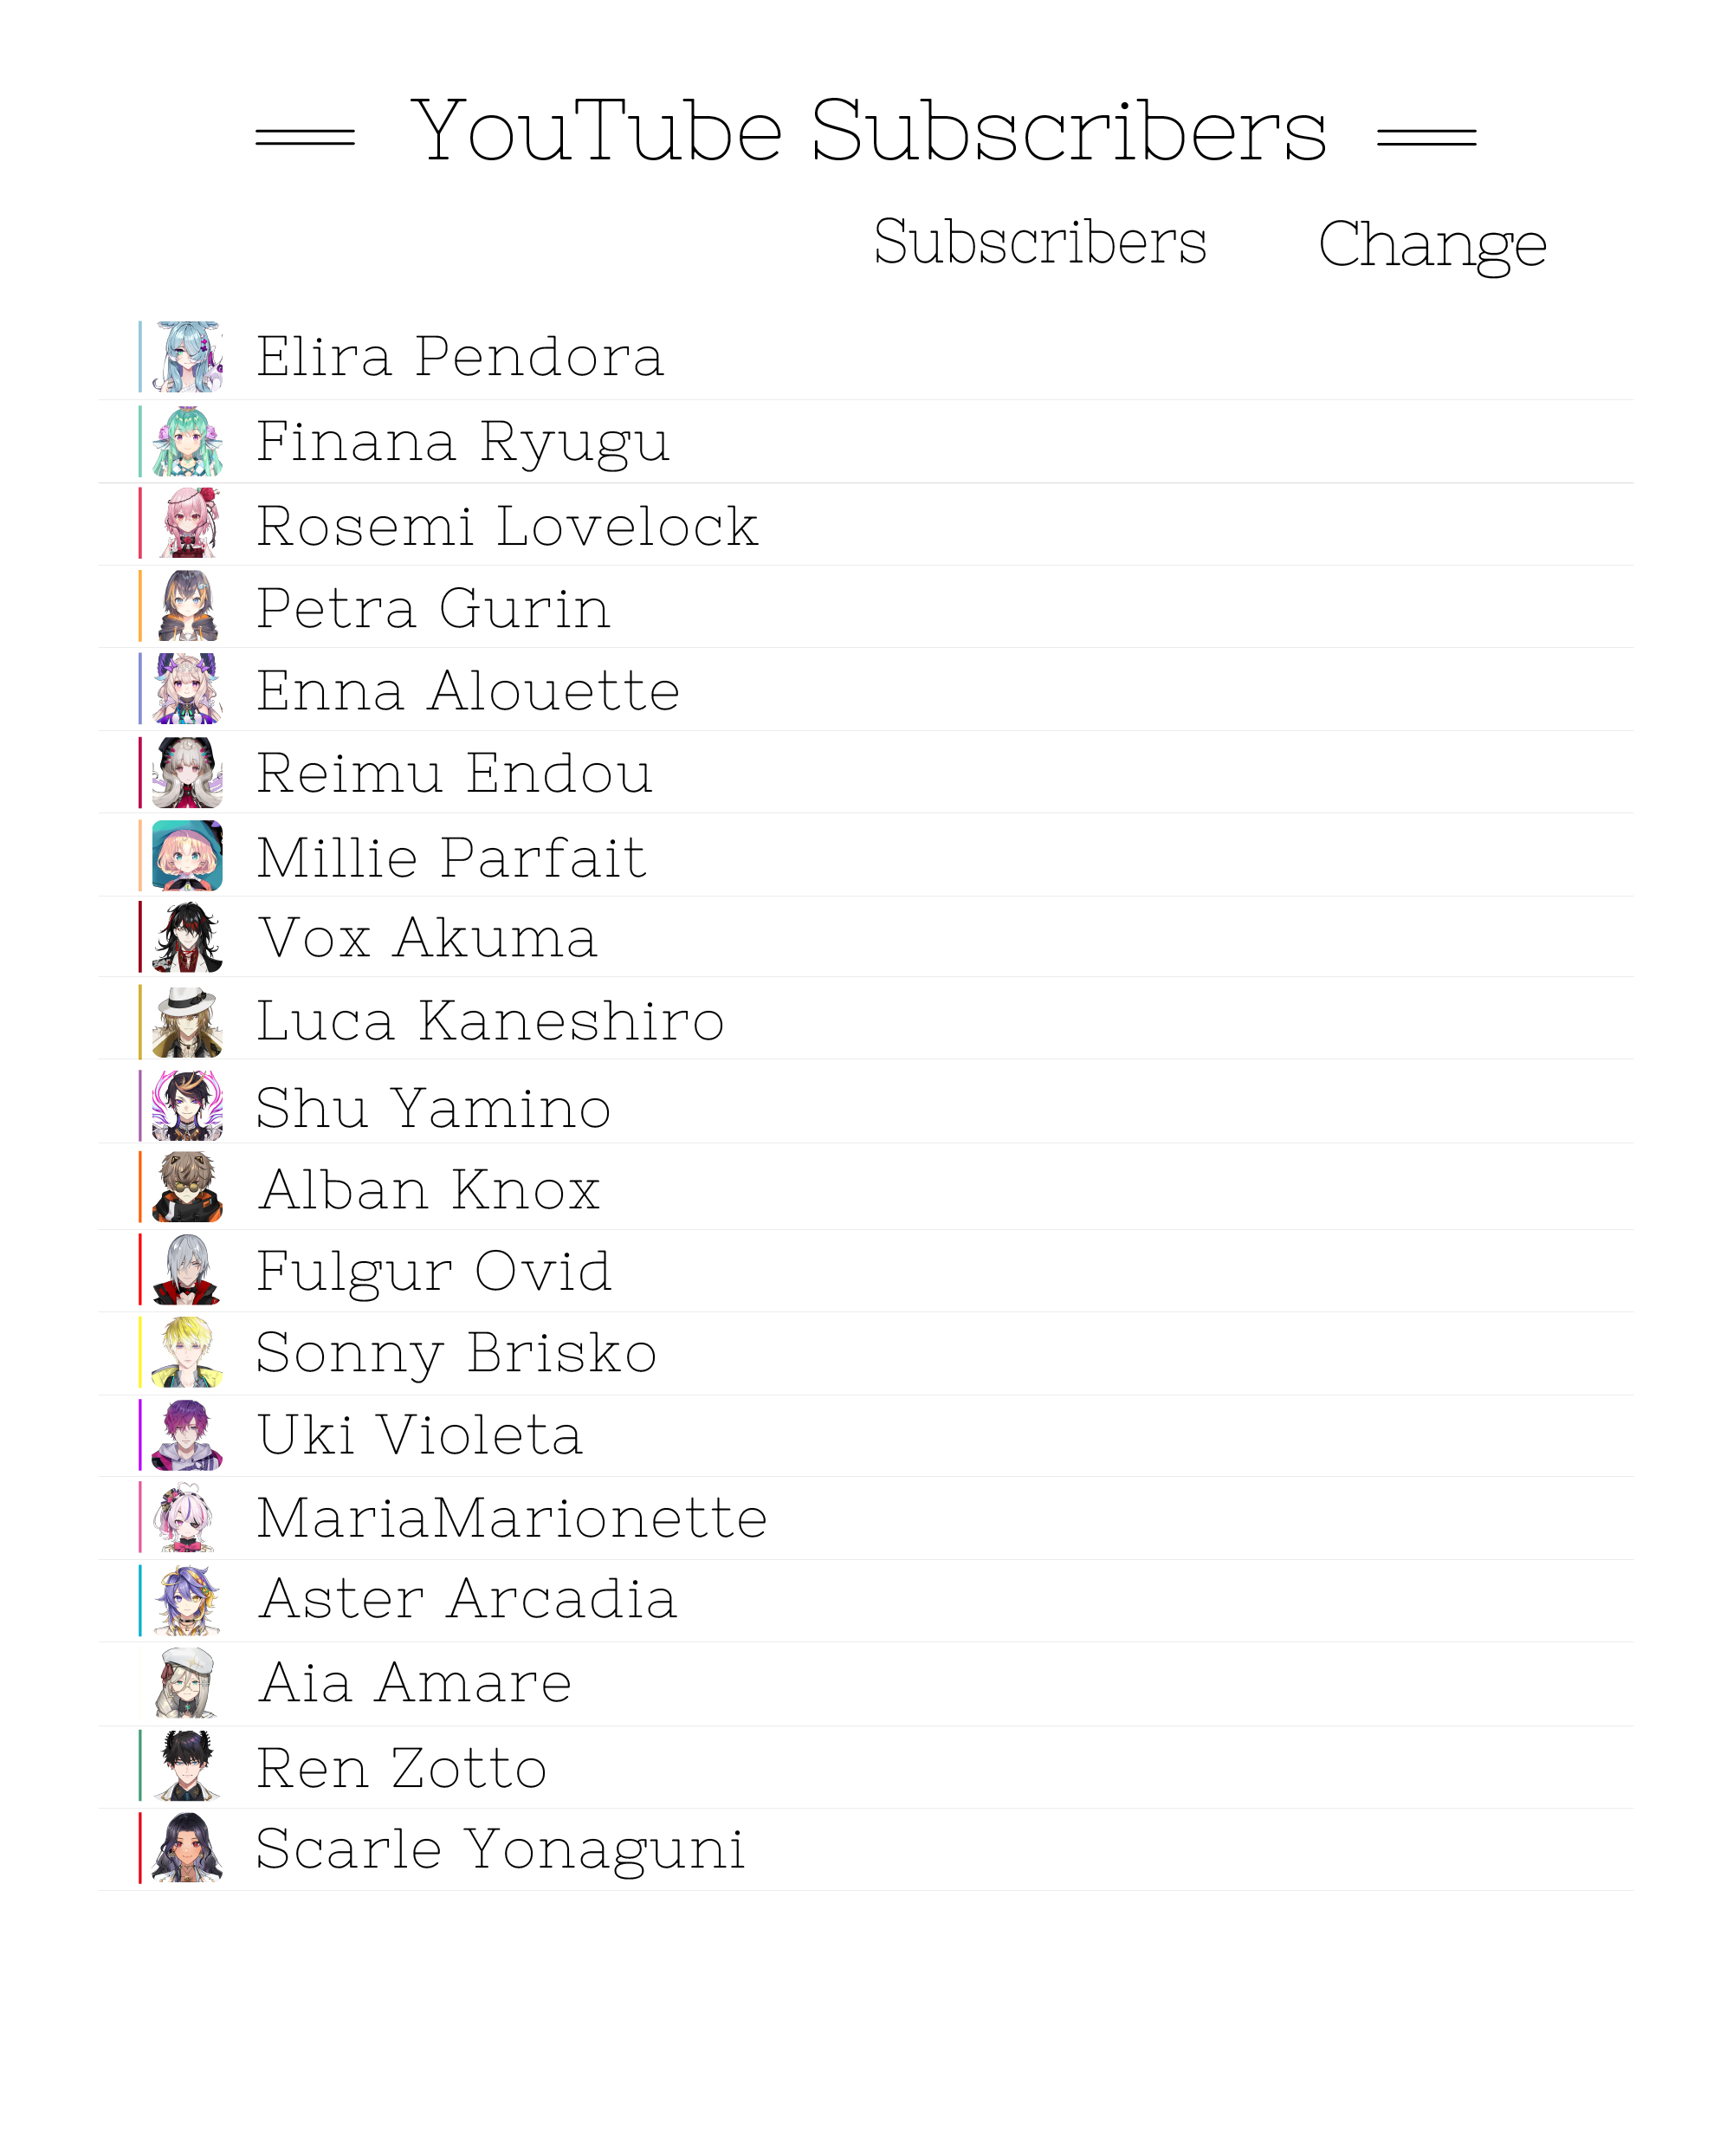 YouTube Subscribers
Subscribers Change
Elira Pendora
Finana Ryugu
Rosemi Lovelock
Petra Gurin
Enna Alouette
Reimu Endou
Millie Parfait
Vox Akuma
Luca Kaneshiro
Shu Yamino
Alban Knox
Fulgur Ovid
Sonny Brisko
Uki Violeta
MariaMarionette
Aster Arcadia
Aia Amare
Ren Zotto
Scarle Yonaguni